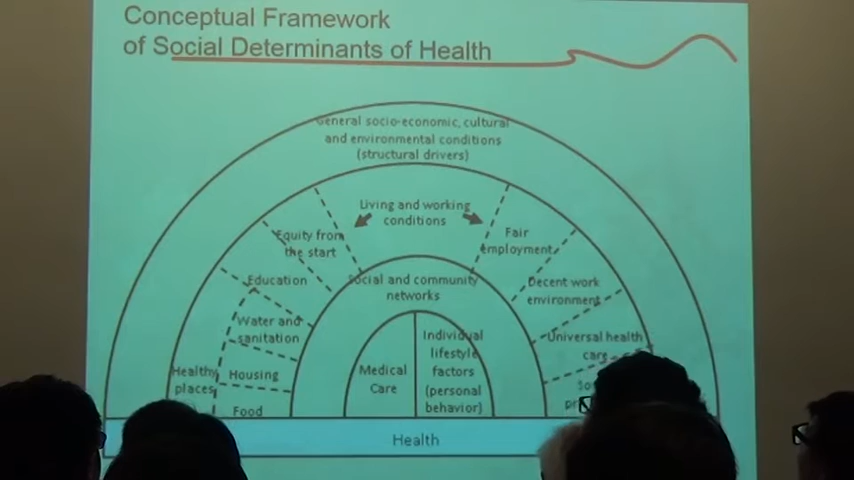 Conceptual Framework
of Social Determinants of Health
General socio-economic, cultural
and environmental conditions
(structural drivers)
Living and working
conditions
Equity from
the start
Fair
employment
Education
Social and community
networks
Decent work
environment
Water and
sanitation
Universal health
care
Healthy
places
Housing
Food
Medical
Care
Individual
lifestyle
factors
(personal
behavior)
Health